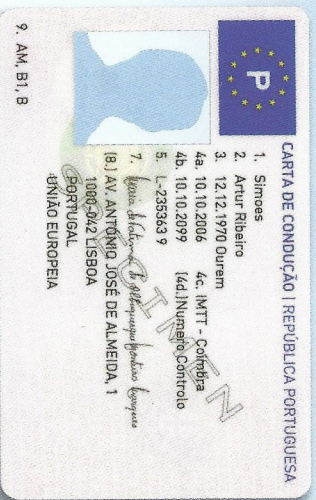 CARTA DE CONDUÇÃO | REPÚBLICA PORTUGUESA
P
1. Simoes
2. Artur Ribeiro
3. 12.12.1970 Ourem
4a. 10.10.2006 4c. IMTT - Coimbra
4b. 10.10.2099 (4d.)Numero Controlo
5. L-235363 9
7.
(8.) AV. ANTÓNIO JOSÉ DE ALMEIDA, 1
1000-042 LISBOA
PORTUGAL
UNIÃO EUROPEIA
9. AM, B1, B
SPECIMEN